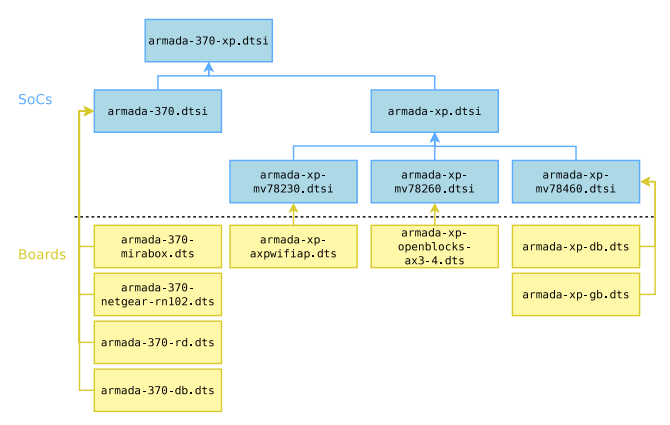 armada-370-xp.dtsi
SoCs
armada-370.dtsi
armada-xp.dtsi
armada-xp-
mv78230.dtsi
armada-xp-
mv78260.dtsi
armada-xp-
mv78460.dtsi
Boards
armada-370-
mirabox.dts
armada-xp-
axpwifiap.dts
armada-xp-
openblocks-
ax3-4.dts
armada-xp-db.dts
armada-370-
netgear-rn102.dts
armada-xp-gb.dts
armada-370-rd.dts
armada-370-db.dts